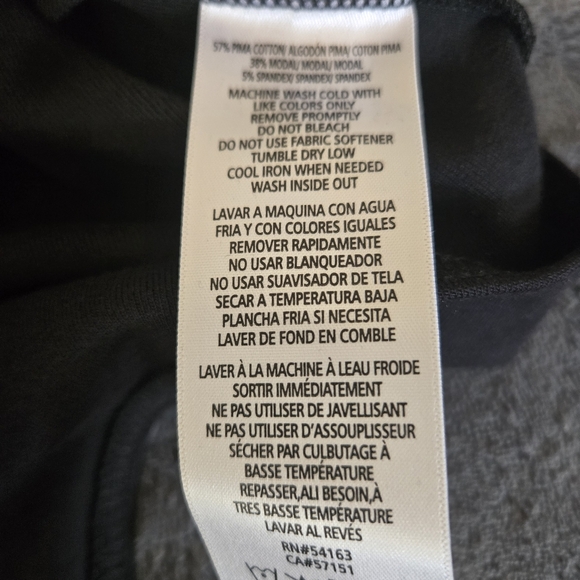 57% PIMA COTTON/ ALGODÓN PIMA/ COTON PIMA
38% MODAL/ MODAL/ MODAL
5% SPANDEX/ SPANDEX/ SPANDEX
MACHINE WASH COLD WITH
LIKE COLORS ONLY
REMOVE PROMPTLY
DO NOT BLEACH
DO NOT USE FABRIC SOFTENER
TUMBLE DRY LOW
COOL IRON WHEN NEEDED
WASH INSIDE OUT
LAVAR A MAQUINA CON AGUA
FRIA Y CON COLORES IGUALES
REMOVER RAPIDAMENTE
NO USAR BLANQUEADOR
NO USAR SUAVISADOR DE TELA
SECAR A TEMPERATURA BAJA
PLANCHA FRIA SI NECESITA
LAVER DE FOND EN COMBLE
LAVER À LA MACHINE À LEAU FROIDE
SORTIR IMMÉDIATEMENT
NE PAS UTILISER DE JAVELLISANT
NE PAS UTILISER D'ASSOUPLISSEUR
SÉCHER PAR CULBUTAGE À
BASSE TEMPÉRATURE
REPASSER,ALI BESOIN,À
TRES BASSE TEMPÉRATURE
LAVAR AL REVÉS
RN#54163
CA#57151